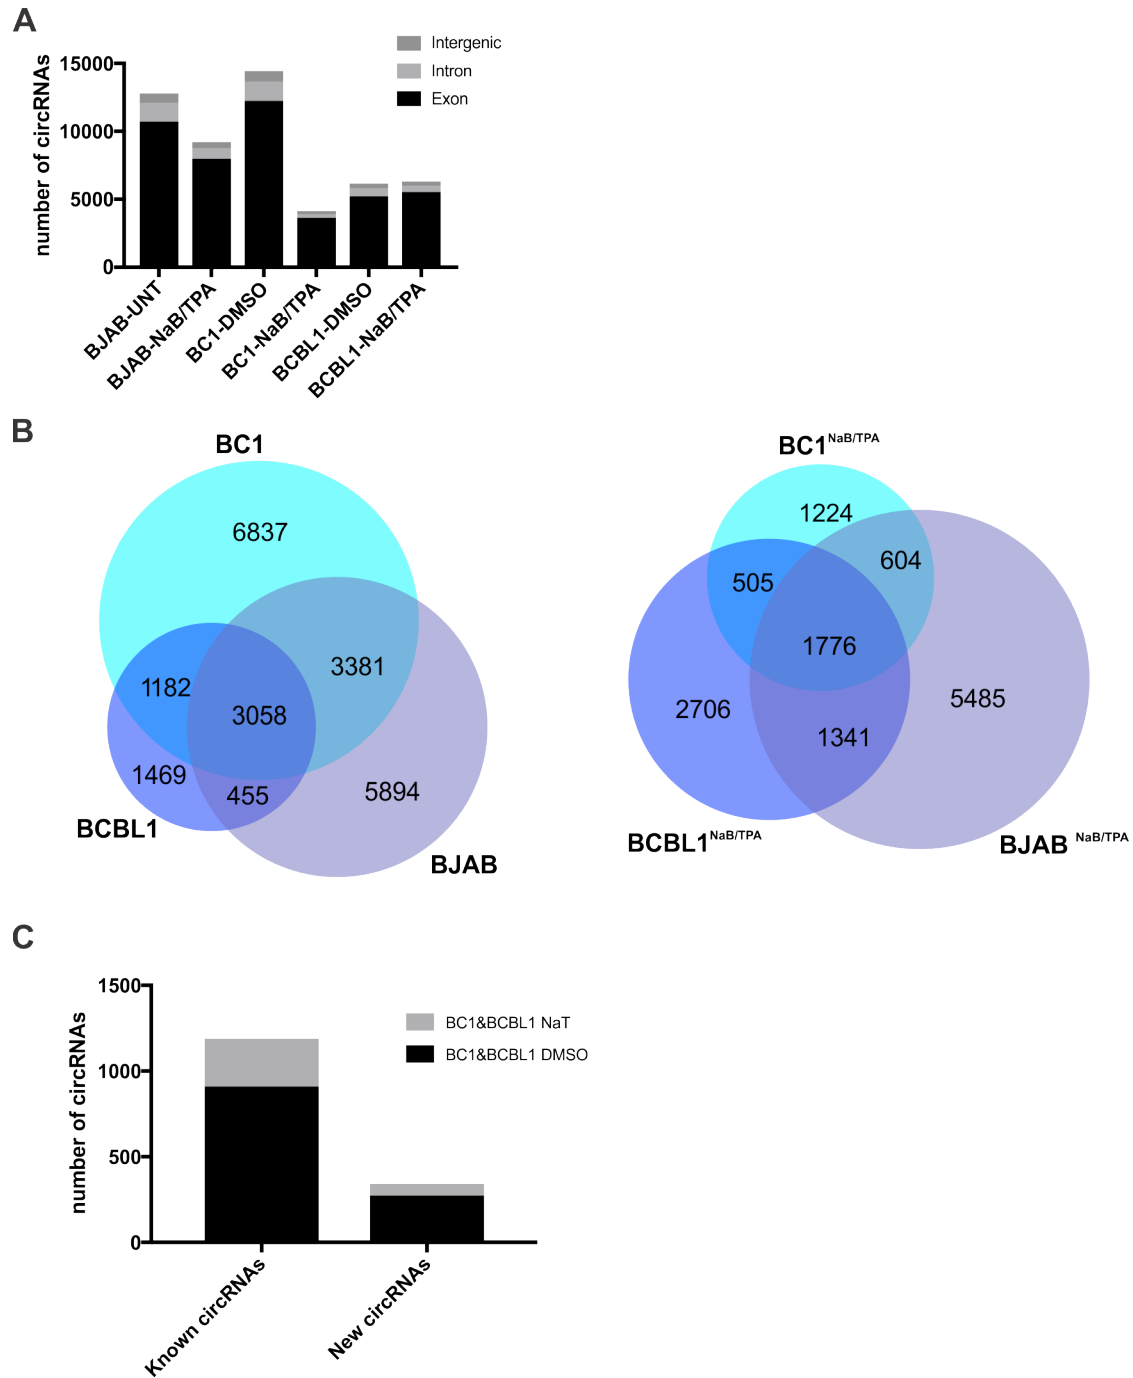 A
number of circRNAs
15000
10000
5000
0
Intergenic
Intron
Exon
BJAB-UNT
BJAB-NaB/TPA
BC1-DMSO
BC1-NaB/TPA
BCBL1-DMSO
BCBL1-NaB/TPA
B
BC1
6837
3381
1182
3058
1469
455
5894
BCBL1
BJAB
BC1NaB/TPA
1224
604
505
1776
2706
5485
1341
BCBL1NaB/TPA
BJAB NaB/TPA
C
number of circRNAs
1500
1000
500
0
BC1&BCBL1 NaT
BC1&BCBL1 DMSO
Known circRNAs
New circRNAs